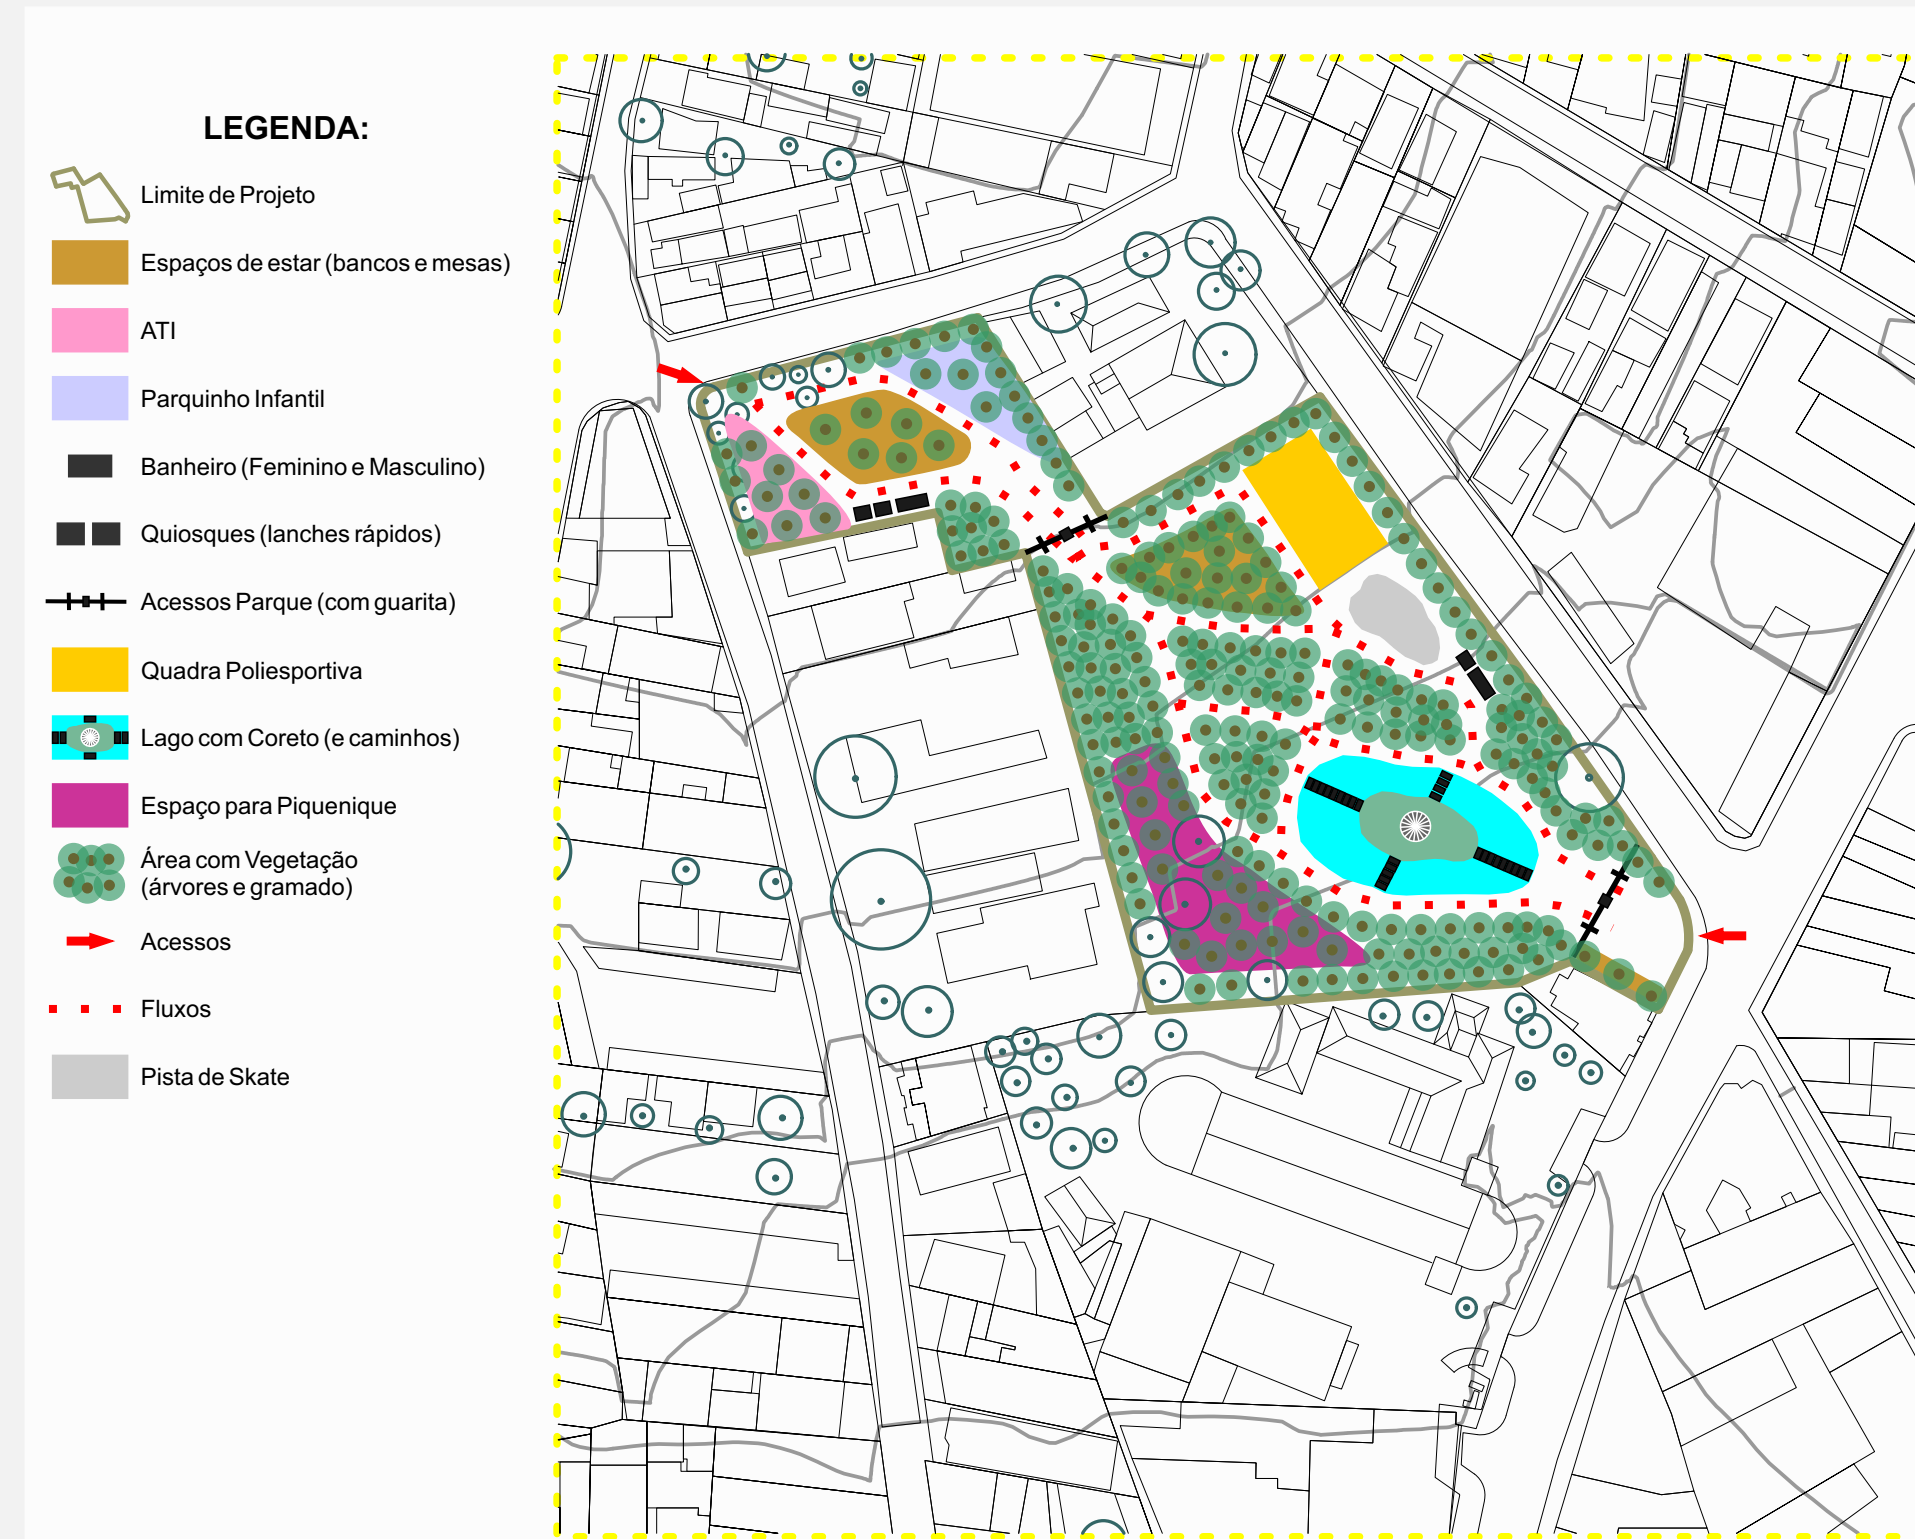 LEGENDA:
Limite de Projeto
Espaços de estar (bancos e mesas)
ATI
Parquinho Infantil
Banheiro (Feminino e Masculino)
Quiosques (lanches rápidos)
Acessos Parque (com guarita)
Quadra Poliesportiva
Lago com Coreto (e caminhos)
Espaço para Piquenique
Área com Vegetação
(árvores e gramado)
Acessos
Fluxos
Pista de Skate